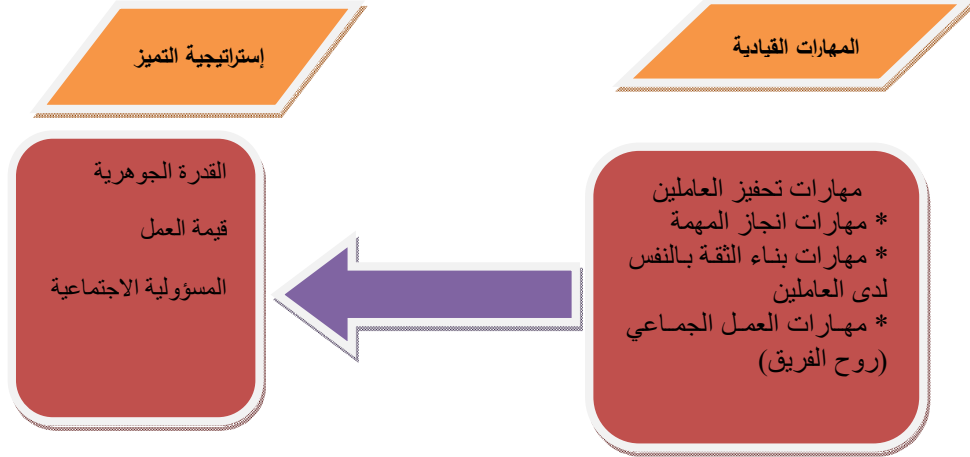 المهارات القيادية
إستراتيجية التميز
مهارات تحفيز العاملين
* مهارات انجاز المهمة
* مهارات بناء الثقة بالنفس
لدى العاملين
* مهارات العمل الجماعي
(روح الفريق)
القدرة الجوهرية
قيمة العمل
المسؤولية الاجتماعية